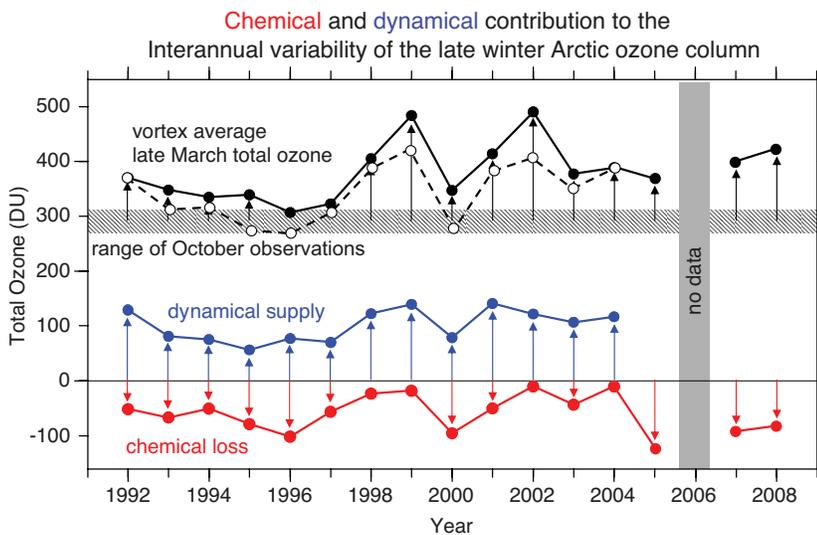 Chemical and dynamical contribution to the
Interannual variability of the late winter Arctic ozone column
500
400
300
200
100
0
-100
Total Ozone (DU)
vortex average
late March total ozone
range of October observations
dynamical supply
chemical loss
no data
1992
1994
1996
1998
2000
2002
2004
2006
2008
Year